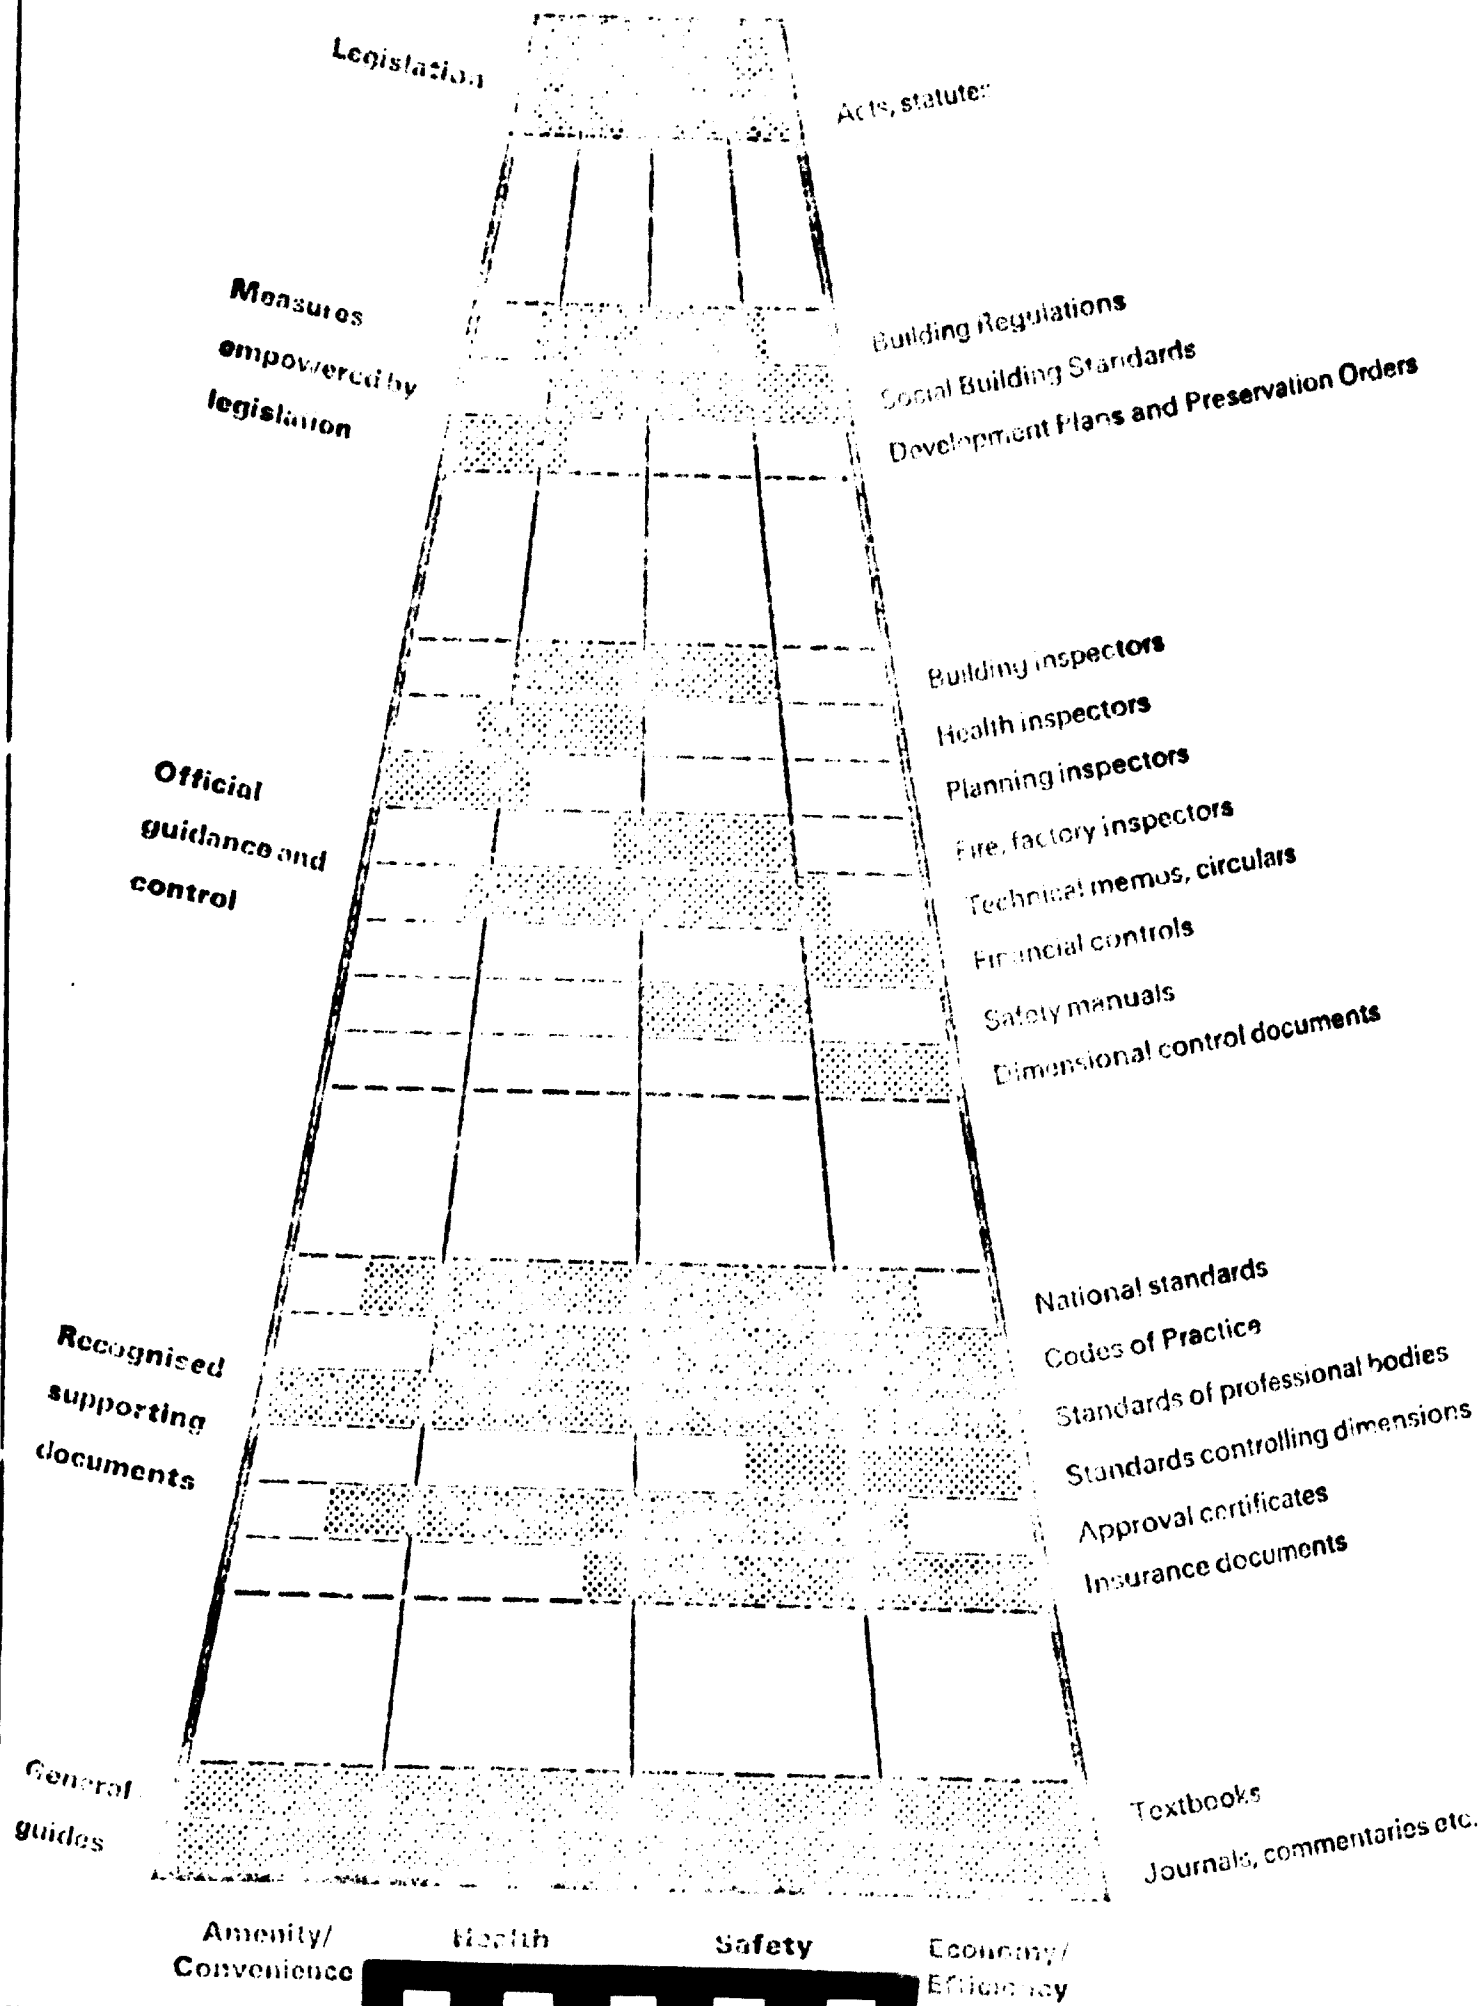 Legislation
Acts, statutes
Measures
empowered by
legislation
Building Regulations
Social Building Standards
Development Plans and Preservation Orders
Official
guidance and
control
Building inspectors
Health inspectors
Planning inspectors
Fire, factory inspectors
Technical memos, circulars
Financial controls
Safety manuals
Dimensional control documents
Recognised
supporting
documents
National standards
Codes of Practice
Standards of professional bodies
Standards controlling dimensions
Approval certificates
Insurance documents
General
guides
Textbooks
Journals, commentaries etc.
Amenity/
Convenience
Health
Safety
Economy/
Efficiency